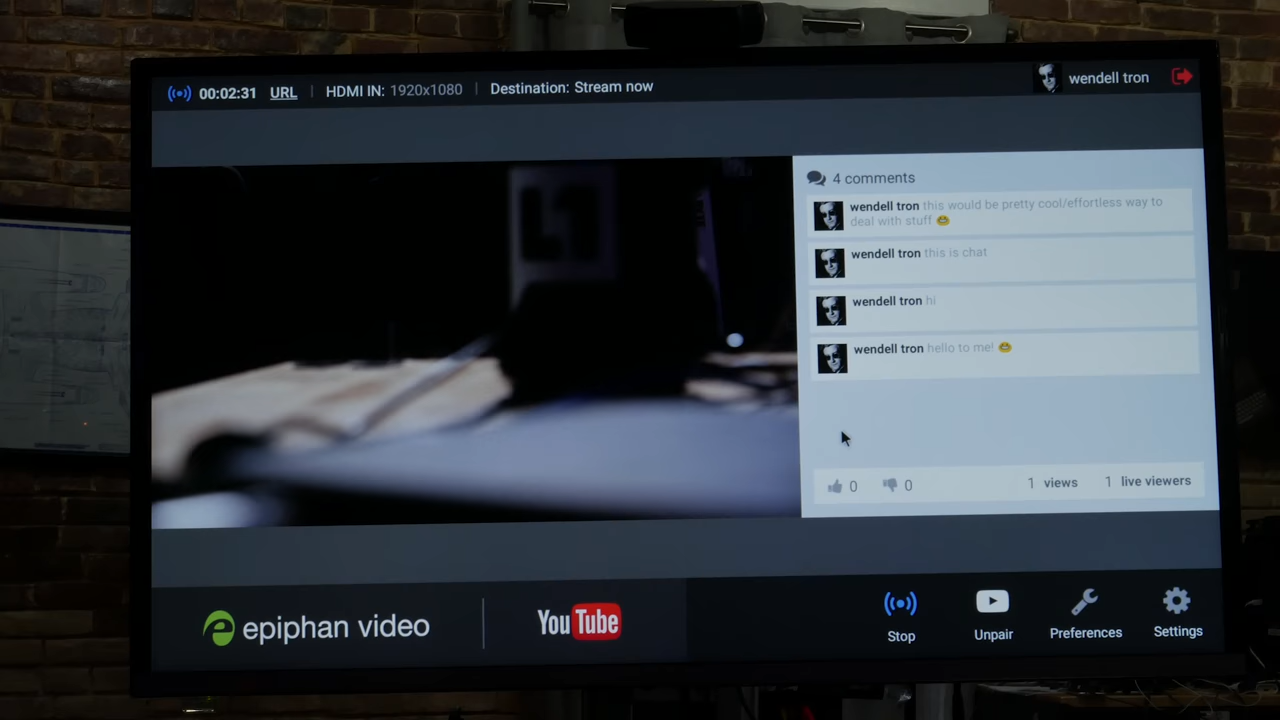 00:02:31 URL | HDMI IN: 1920x1080 | Destination: Stream now
wendell tron
L1
4 comments
wendell tron this would be pretty cool/effortless way to
deal with stuff 😁
wendell tron this is chat
wendell tron hi
wendell tron hello to me! 😁
0 0 1 views 1 live viewers
epiphan video | YouTube
Stop Unpair Preferences Settings